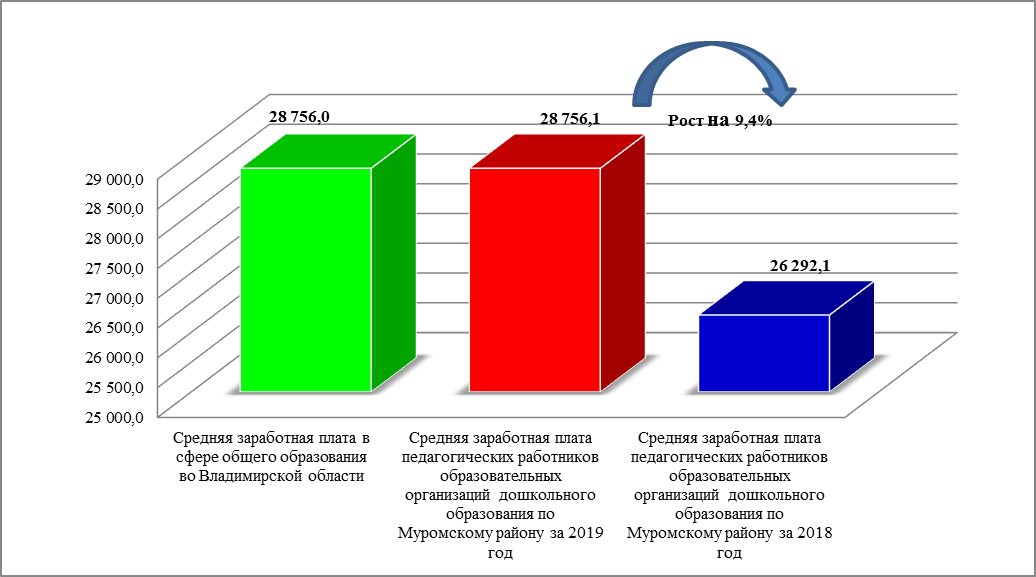 28 756,0
28 756,1
Рост на 9,4%
26 292,1
29 000,0
28 500,0
28 000,0
27 500,0
27 000,0
26 500,0
26 000,0
25 500,0
25 000,0
Средняя заработная плата в
сфере общего образования
во Владимирской области
Средняя заработная плата
педагогических работников
образовательных
организаций дошкольного
образования по
Муромскому району за 2019
год
Средняя заработная плата
педагогических работников
образовательных
организаций дошкольного
образования по
Муромскому району за 2018
год